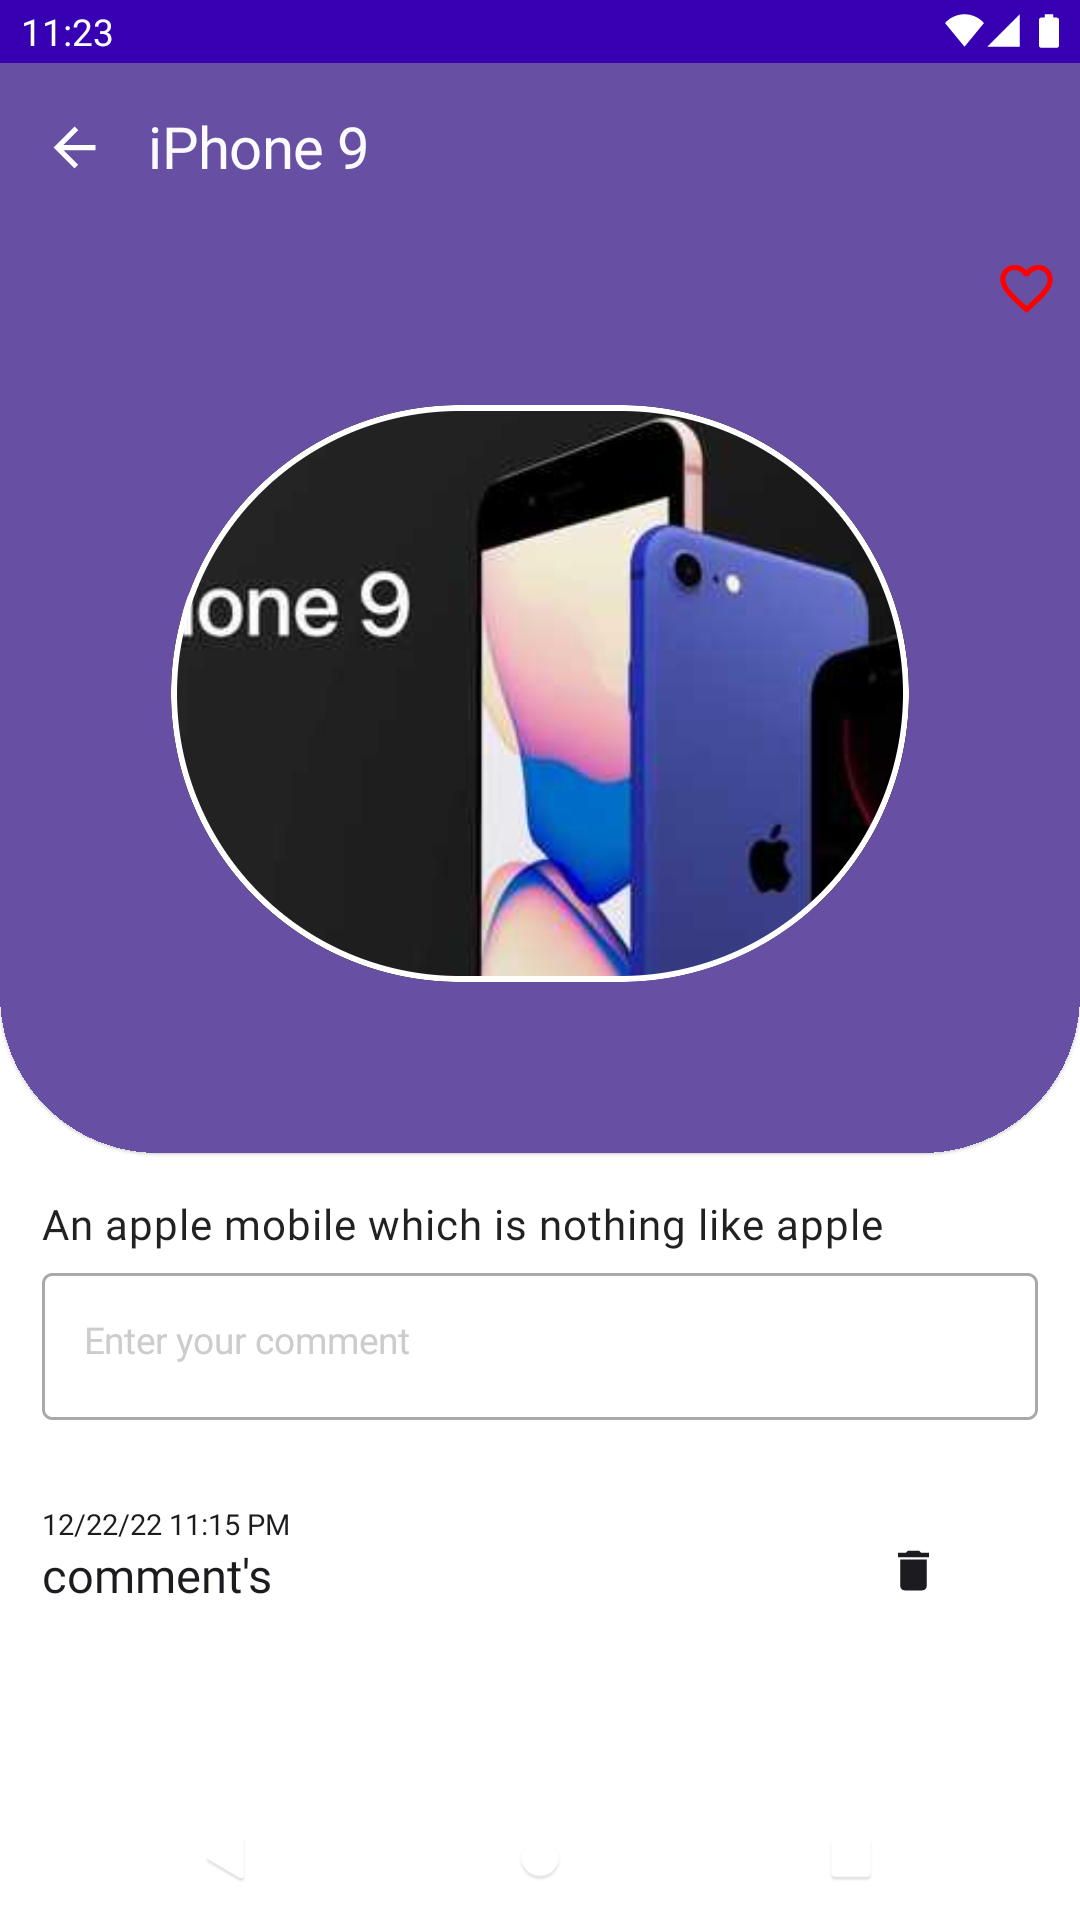 11:23
iPhone 9
one 9
An apple mobile which is nothing like apple
Enter your comment
12/22/22 11:15 PM
comment's